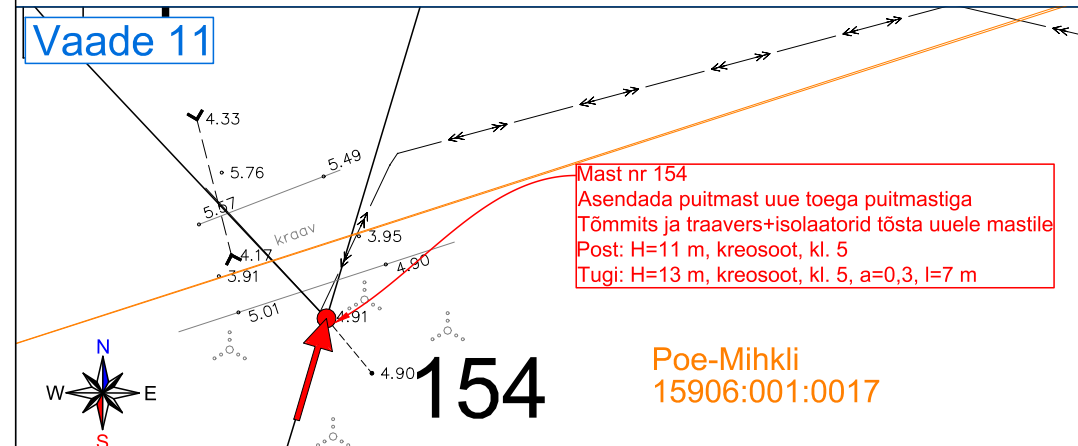 Vaade 11
4.33
5.76
5.49
5.57
kraav
4.17
3.91
3.95
4.90
5.01
4.91
4.90
Mast nr 154
Asendada puitmast uue toega puitmastiga
Tõmmits ja traavers+isolaatorid tõsta uuele mastile
Post: H=11 m, kreosoot, kl. 5
Tugi: H=13 m, kreosoot, kl. 5, a=0,3, l=7 m
154
Poe-Mihkli
15906:001:0017
N
W
E
S